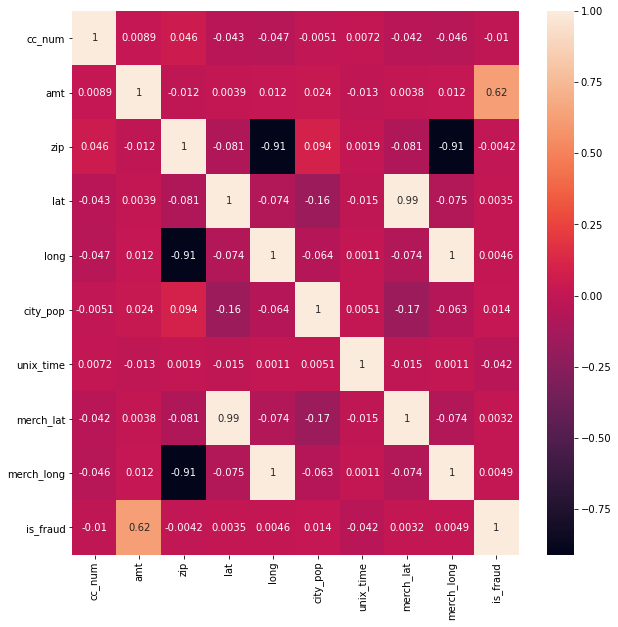 cc_num 1 0.0089 0.046 -0.043 -0.047 -0.0051 0.0072 -0.042 -0.046 -0.01
amt 0.0089 1 -0.012 0.0039 0.012 0.024 -0.013 0.0038 0.012 0.62
zip 0.046 -0.012 1 -0.081 -0.91 0.094 0.0019 -0.081 -0.91 -0.0042
lat -0.043 0.0039 -0.081 1 -0.074 -0.16 -0.015 0.99 -0.075 0.0035
long -0.047 0.012 -0.91 -0.074 1 -0.064 0.0011 -0.074 1 0.0046
city_pop -0.0051 0.024 0.094 -0.16 -0.064 1 0.0051 -0.17 -0.063 0.014
unix_time 0.0072 -0.013 0.0019 -0.015 0.0011 0.0051 1 -0.015 0.0011 -0.042
merch_lat -0.042 0.0038 -0.081 0.99 -0.074 -0.17 -0.015 1 -0.074 0.0032
merch_long -0.046 0.012 -0.91 -0.075 1 -0.063 0.0011 -0.074 1 0.0049
is_fraud -0.01 0.62 -0.0042 0.0035 0.0046 0.014 -0.042 0.0032 0.0049 1
cc_num amt zip lat long city_pop unix_time merch_lat merch_long is_fraud
1.00
0.75
0.50
0.25
0.00
-0.25
-0.50
-0.75